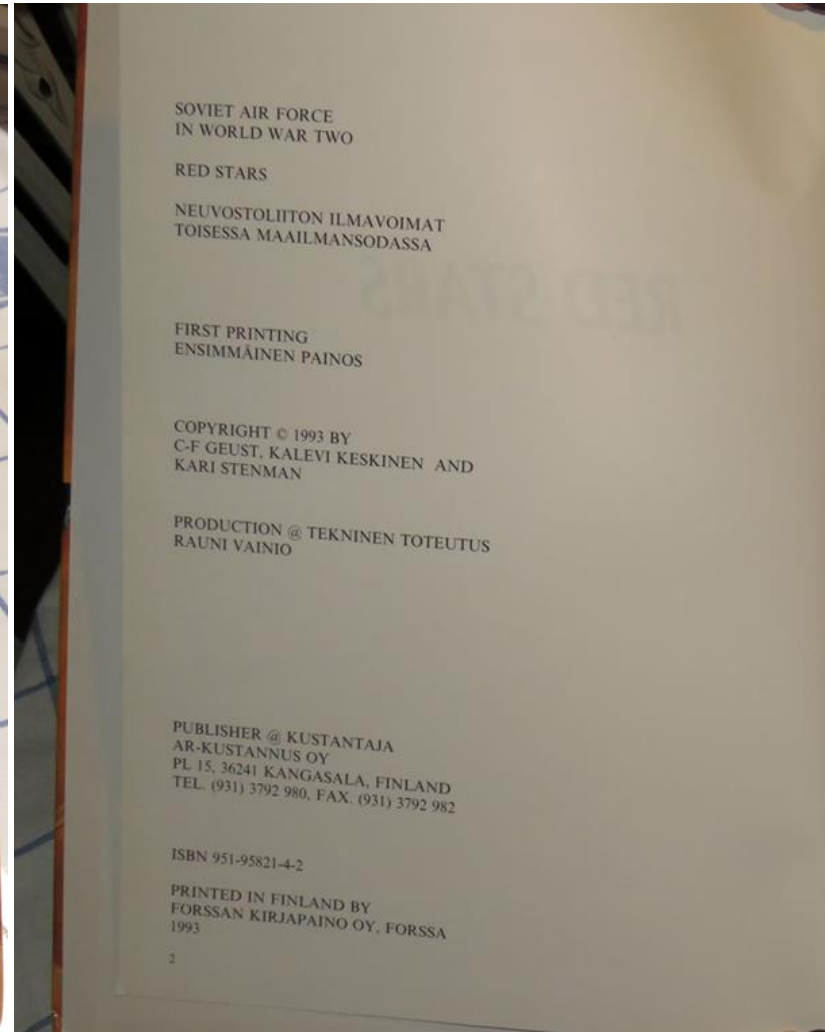 SOVIET AIR FORCE
IN WORLD WAR TWO
RED STARS
NEUVOSTOLIITON ILMAVOIMAT
TOISESSA MAAILMANSODASSA
RED STARS
FIRST PRINTING
ENSIMMÄINEN PAINOS
COPYRIGHT © 1993 BY
C-F GEUST, KALEVI KESKINEN AND
KARI STENMAN
PRODUCTION @ TEKNINEN TOTEUTUS
RAUNI VAINIO
PUBLISHER @ KUSTANTAJA
AR-KUSTANNUS OY
PL 15, 36241 KANGASALA, FINLAND
TEL. (931) 3792 980, FAX. (931) 3792 982
ISBN 951-95821-4-2
PRINTED IN FINLAND BY
FORSSAN KIRJAPAINO OY, FORSSA
1993
2